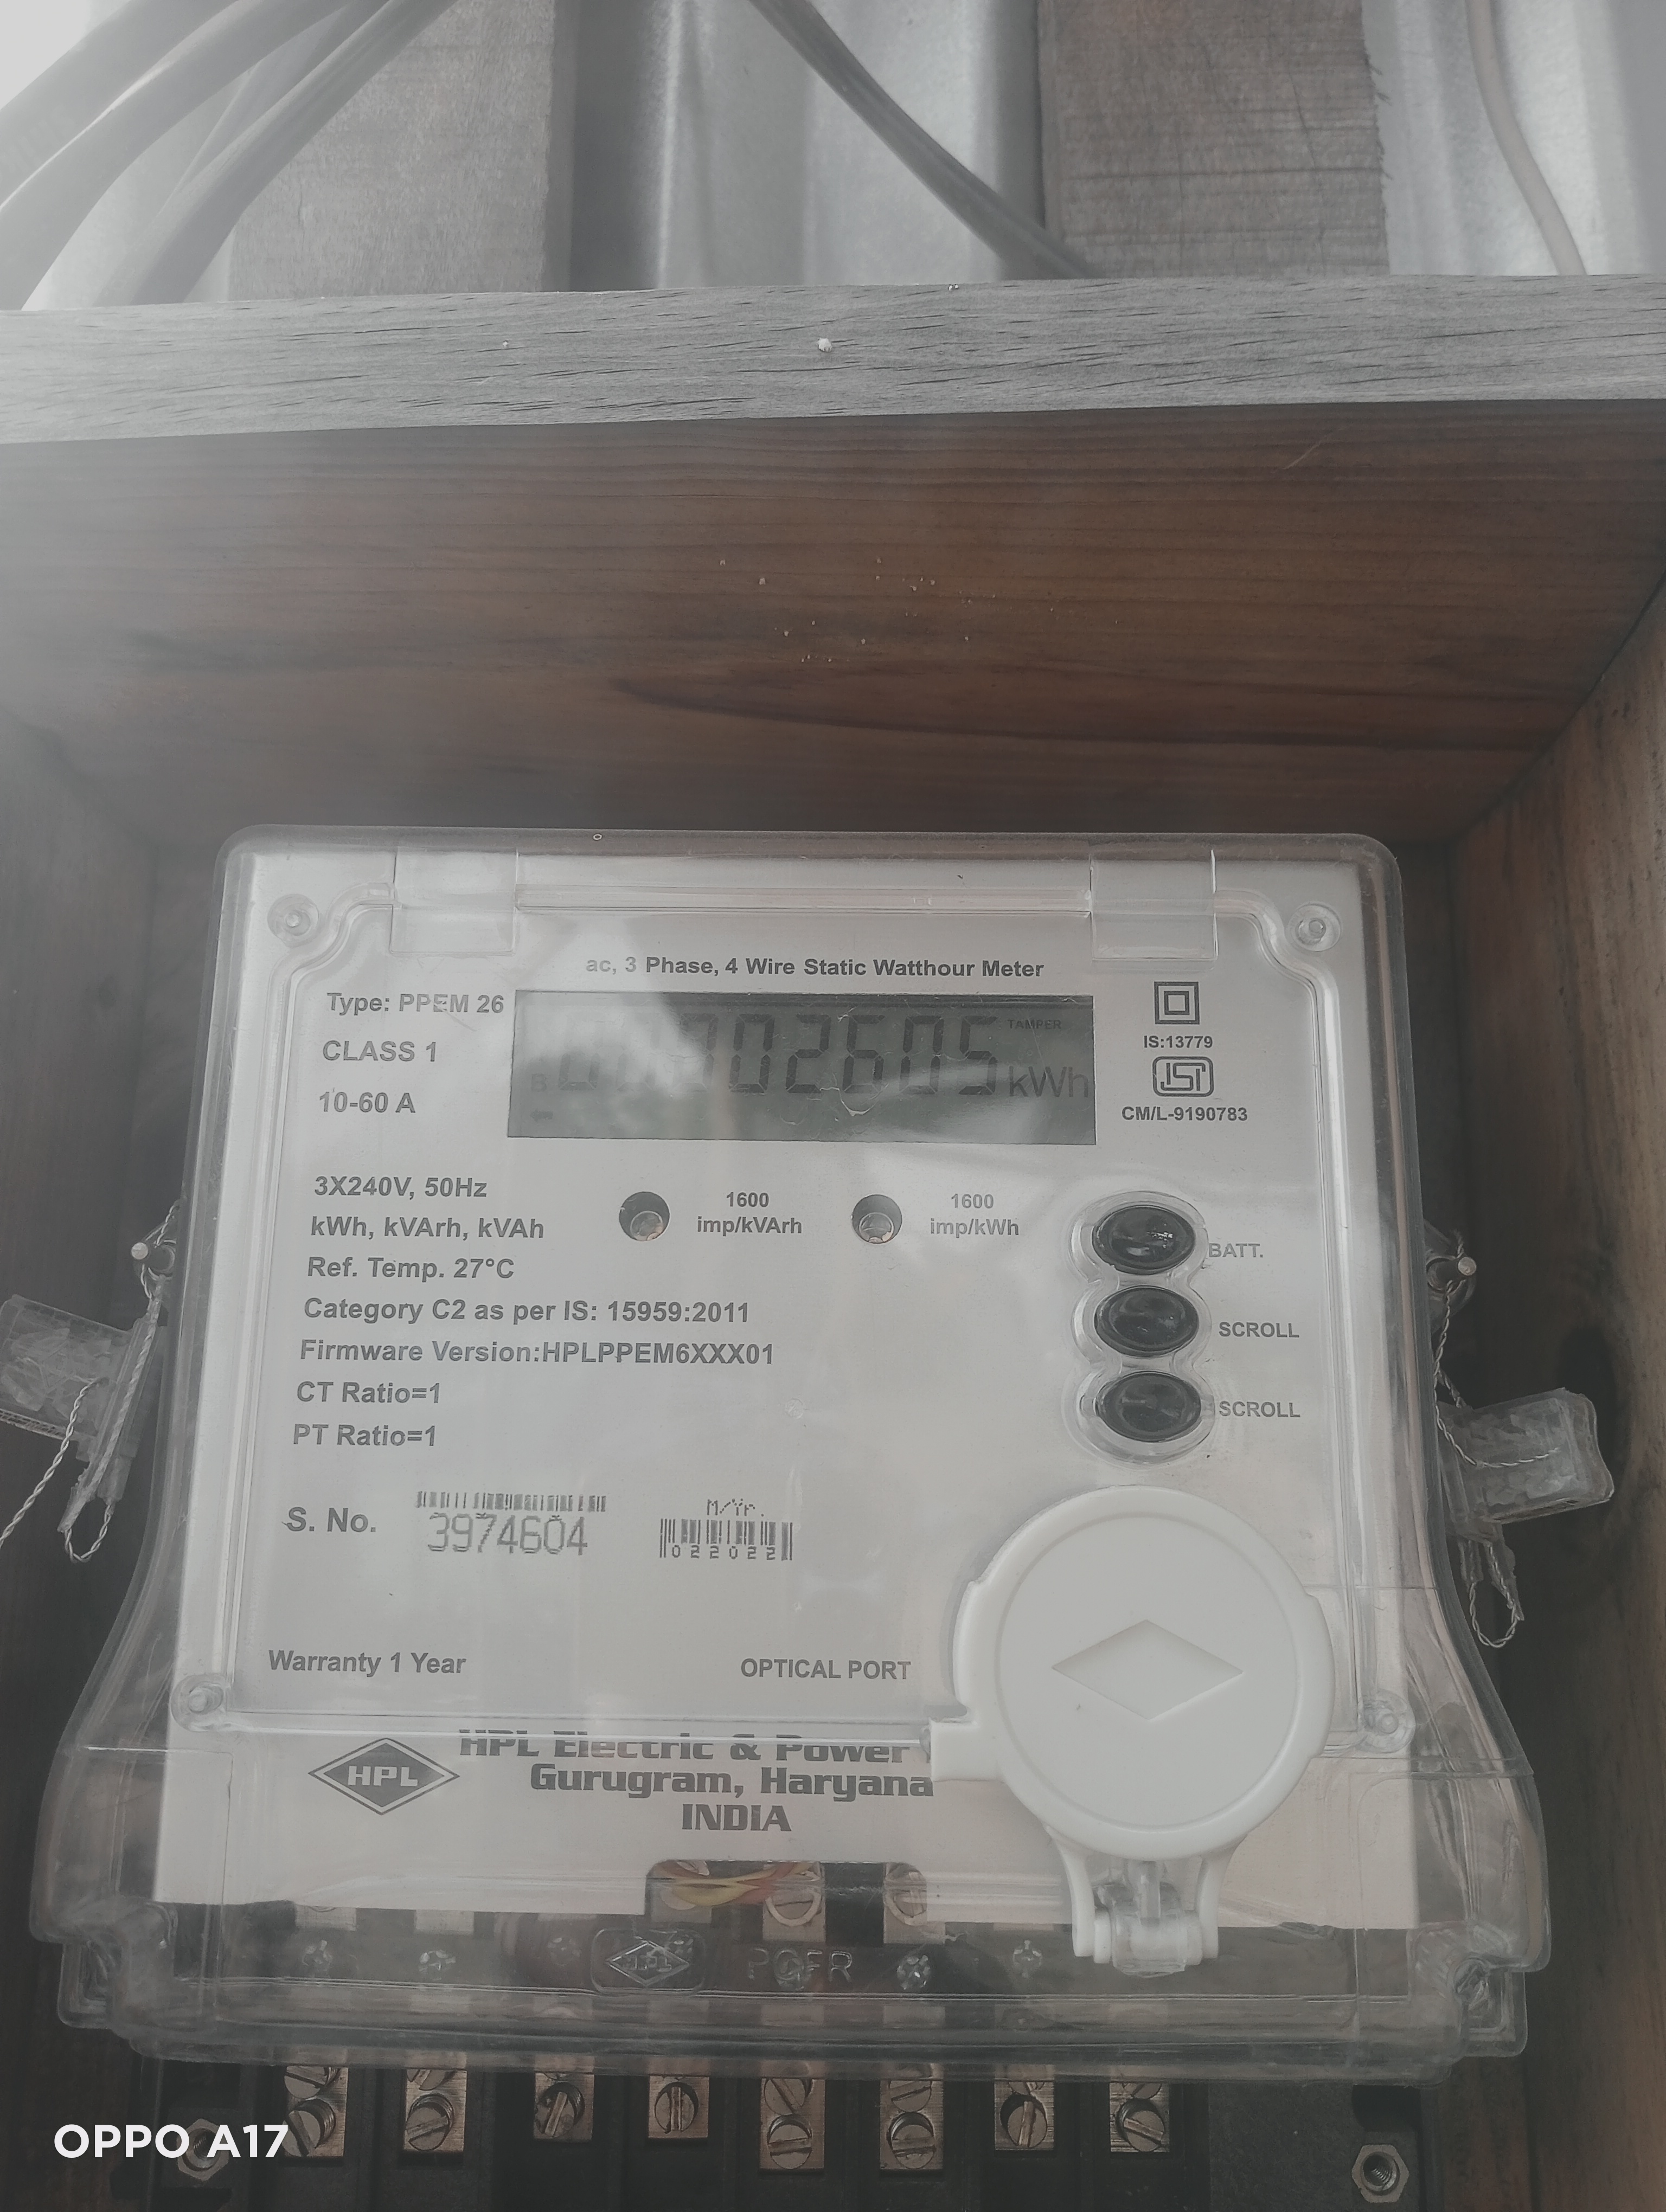 ac, 3 Phase, 4 Wire Static Watthour Meter
Type: PPEM 26
CLASS 1
10-60 A
TAMPER
00002605 kWh
IS:13779
ISI
CM/L-9190783
3X240V, 50Hz
kWh, kVArh, kVAh
Ref. Temp. 27°C
Category C2 as per IS: 15959:2011
Firmware Version:HPLPPEM6XXX01
CT Ratio=1
PT Ratio=1
1600
imp/kVArh
1600
imp/kWh
BATT.
SCROLL
SCROLL
S. No.
3974604
M/Yr.
022022
Warranty 1 Year
OPTICAL PORT
HPL
HPL Electric & Power
Gurugram, Haryana
INDIA
HPL
OPPO A17